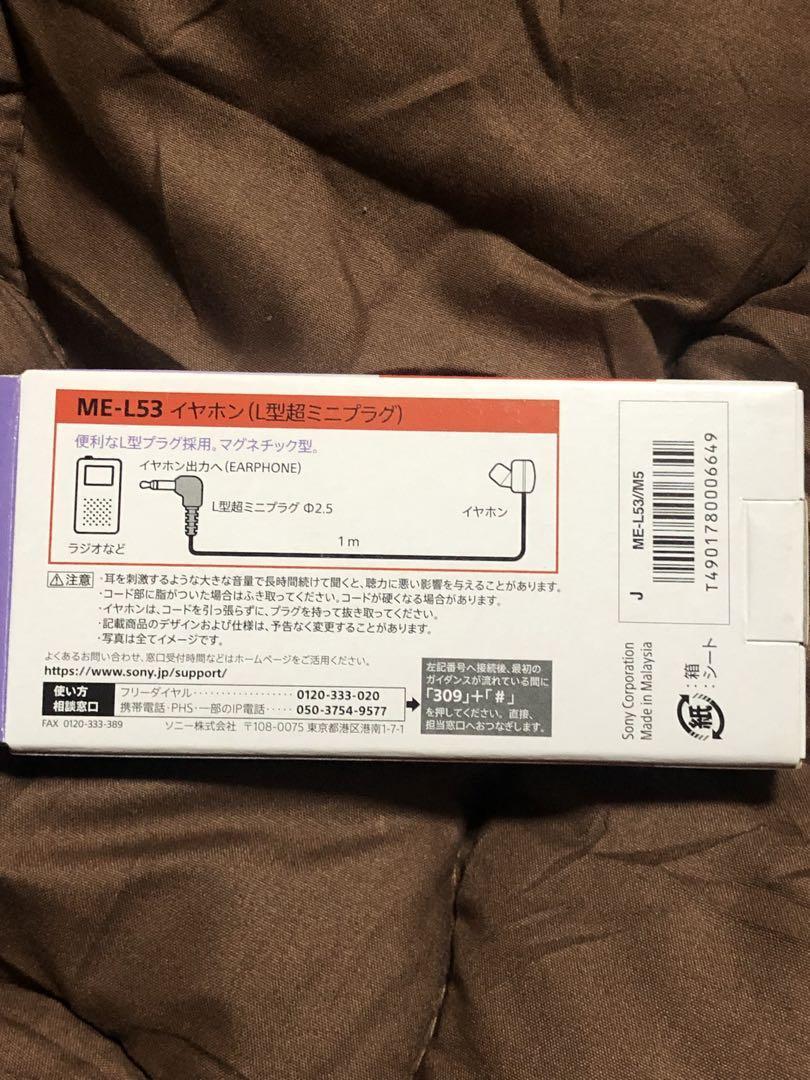 ME-L53 イヤホン(L型超ミニプラグ)
便利なL型プラグ採用。マグネチック型。
イヤホン出力へ(EARPHONE)
L型超ミニプラグ Φ2.5
イヤホン
1m
ラジオなど
注意
・耳を刺激するような大きな音量で長時間続けて聞くと、聴力に悪い影響を与えることがあります。
・コード部に脂がついた場合はふき取ってください。コードが硬くなる場合があります。
・イヤホンは、コードを引っ張らずに、プラグを持って抜き取ってください。
・記載商品のデザインおよび仕様は、予告なく変更することがあります。
・写真は全てイメージです。
よくあるお問い合わせ、窓口受付時間などはホームページをご活用ください。
https://www.sony.jp/support/
使い方
相談窓口
フリーダイヤル·················· 0120-333-020
携帯電話・PHS・一部のIP電話····· 050-3754-9577
FAX 0120-333-389
ソニー株式会社 〒108-0075 東京都港区港南1-7-1
左記番号へ接続後、最初の
ガイダンスが流れている間に
「309」+「#」
を押してください。直接、
担当窓口へおつなぎします。
J
ME-L53//M5
T4901780006649
Sony Corporation
Made in Malaysia
紙
:箱
:シート